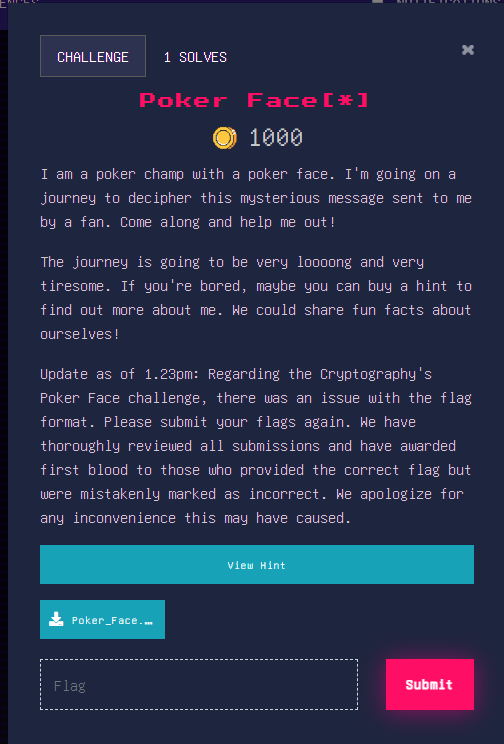 CHALLENGE
1 SOLVES
Poker Face[*]
1000
I am a poker champ with a poker face. I'm going on a
journey to decipher this mysterious message sent to me
by a fan. Come along and help me out!
The journey is going to be very loooong and very
tiresome. If you're bored, maybe you can buy a hint to
find out more about me. We could share fun facts about
ourselves!
Update as of 1.23pm: Regarding the Cryptography's
Poker Face challenge, there was an issue with the flag
format. Please submit your flags again. We have
thoroughly reviewed all submissions and have awarded
first blood to those who provided the correct flag but
were mistakenly marked as incorrect. We apologize for
any inconvenience this may have caused.
View Hint
Poker_Face.…
Flag
Submit